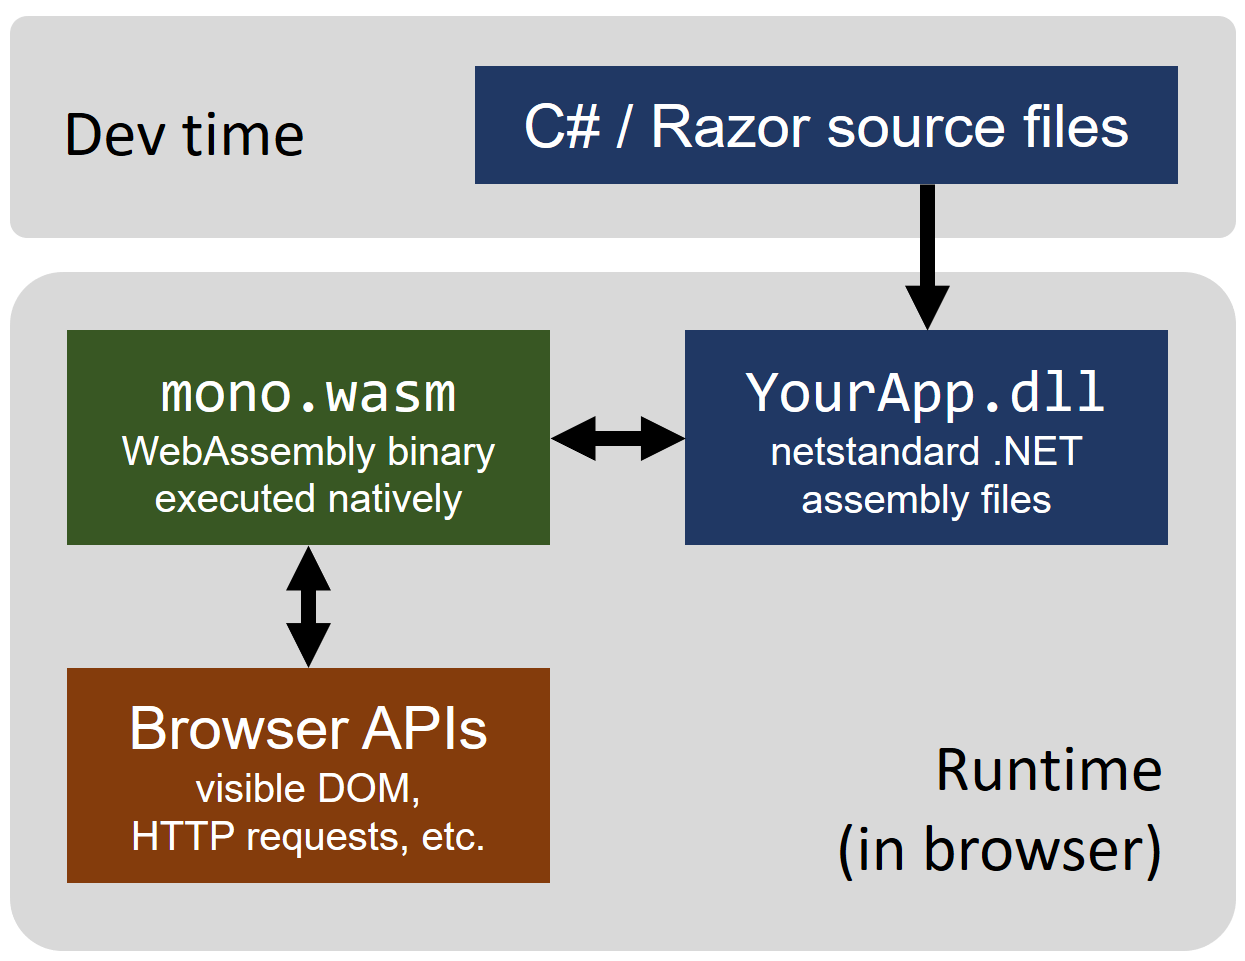 Dev time
C# / Razor source files
mono.wasm
WebAssembly binary
executed natively
YourApp.dll
netstandard .NET
assembly files
Browser APIs
visible DOM,
HTTP requests, etc.
Runtime
(in browser)